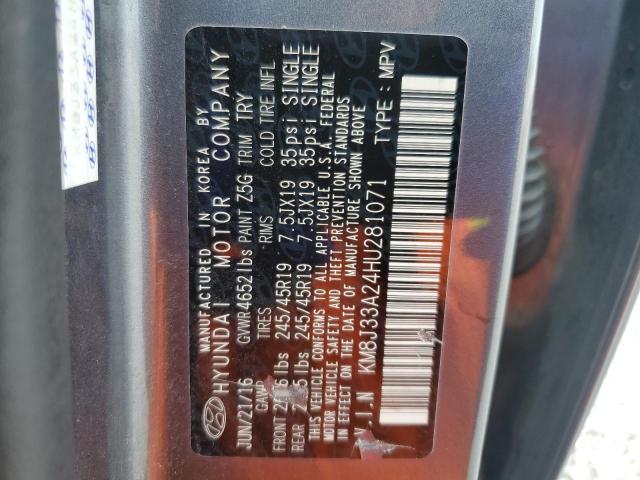 MANUFACTURED IN KOREA BY
HYUNDAI MOTOR COMPANY
JUN/21/16 GVWR4652lbs PAINT Z5G TRIM TRY
GAWR TIRES RIMS COLD TIRE INFL
FRONT lbs 245/45R19 7.5JX19 35psi SINGLE
REAR lbs 245/45R19 7.5JX19 35psi SINGLE
THIS VEHICLE CONFORMS TO ALL APPLICABLE U.S.A. FEDERAL
MOTOR VEHICLE SAFETY AND THEFT PREVENTION STANDARDS
IN EFFECT ON THE DATE OF MANUFACTURE SHOWN ABOVE
V.I.N KM8J33A24HU281071 TYPE : MPV